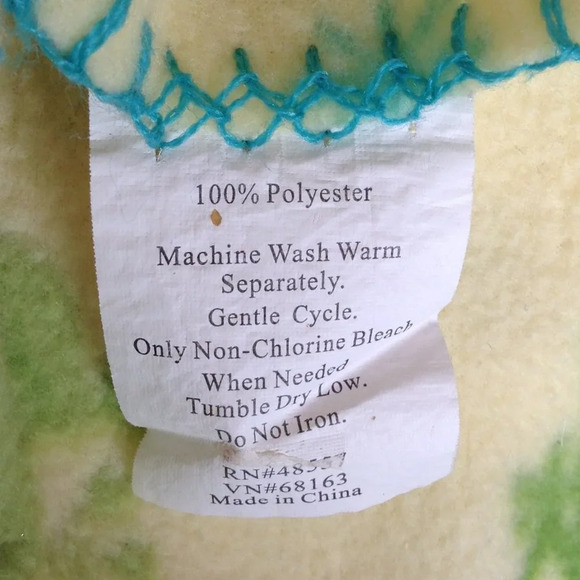 100% Polyester
Machine Wash Warm
Separately.
Gentle Cycle.
Only Non-Chlorine Bleach
When Needed
Tumble Dry Low.
Do Not Iron.
VN#68163
Made in China